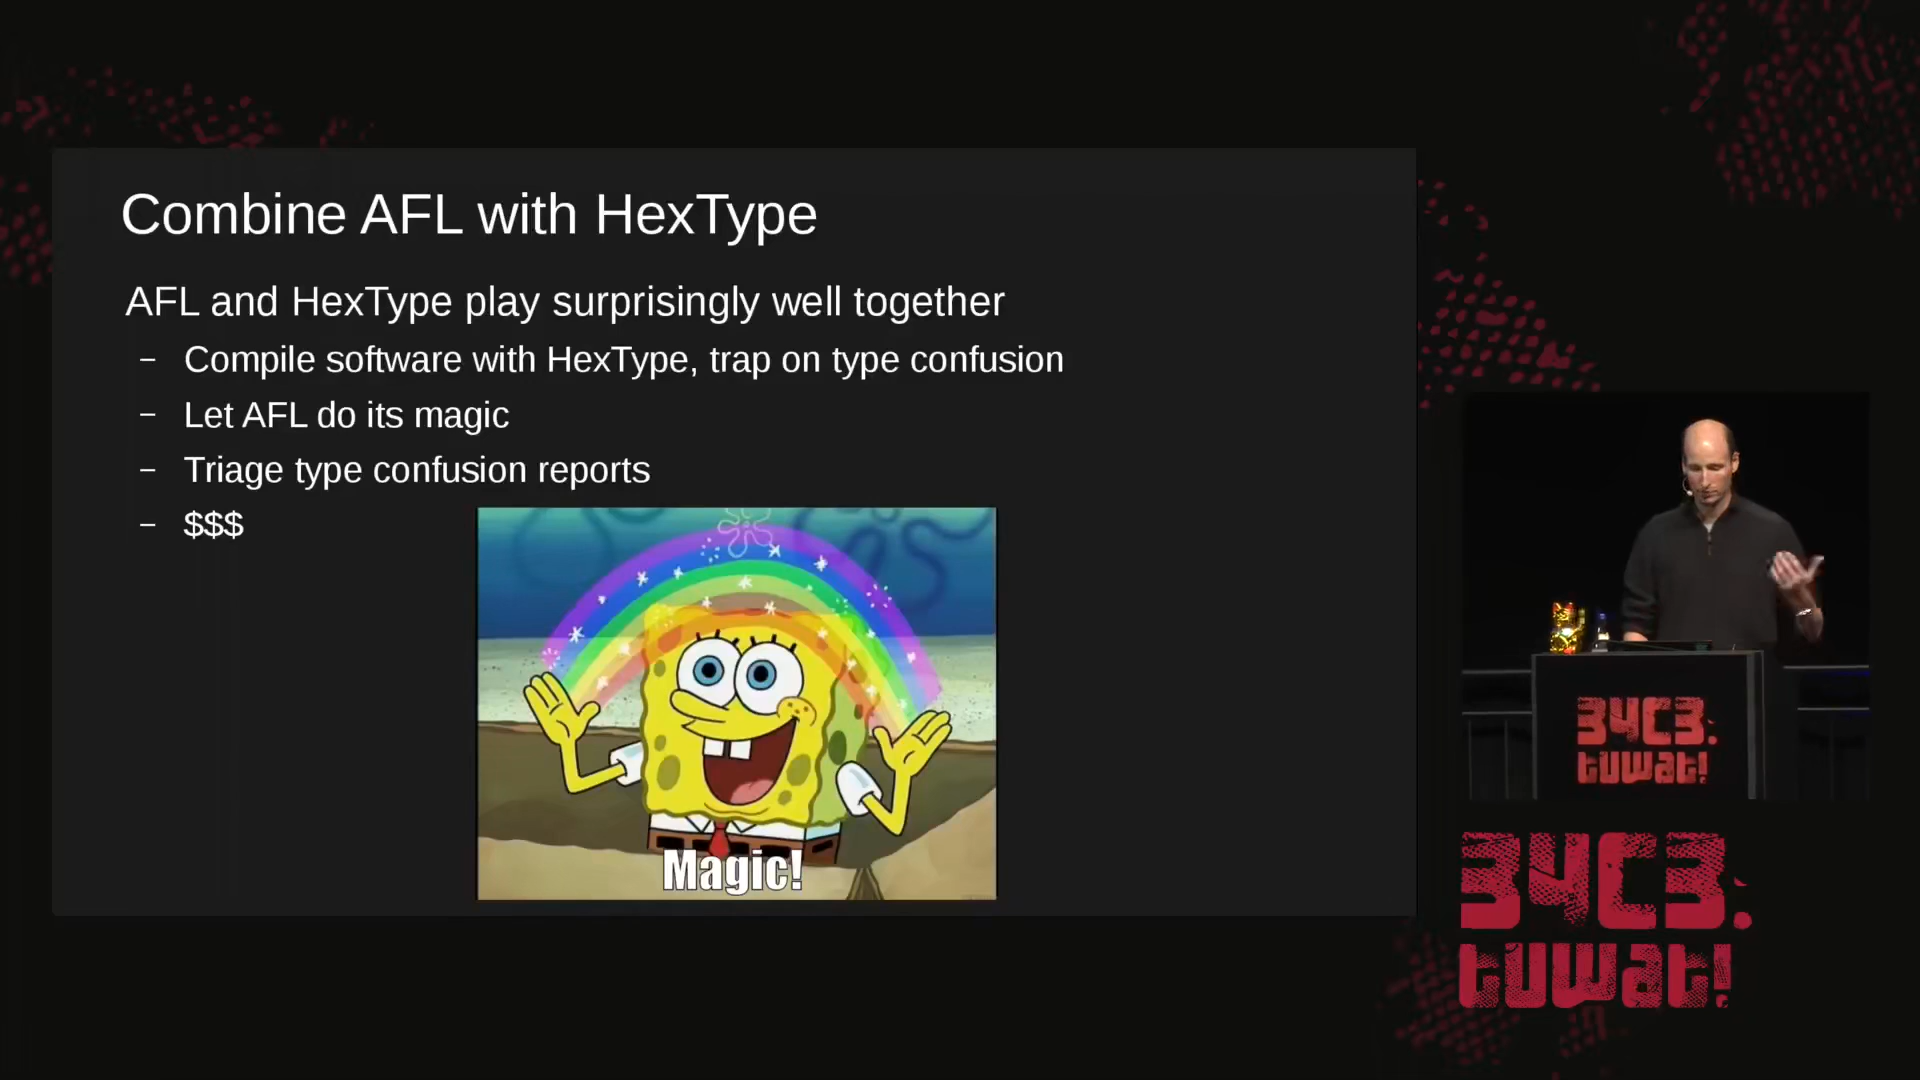 Combine AFL with HexType
AFL and HexType play surprisingly well together
– Compile software with HexType, trap on type confusion
– Let AFL do its magic
– Triage type confusion reports
– $$$
Magic!
34C3.
tuwat!
34C3.
tuwat!